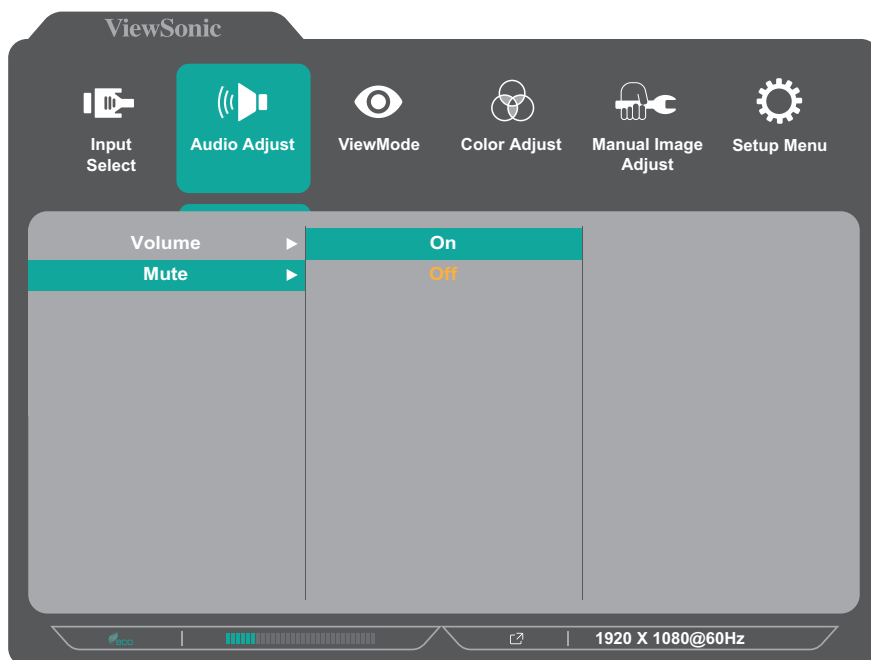 ViewSonic
Input
Select
Audio Adjust
ViewMode
Color Adjust
Manual Image
Adjust
Setup Menu
Volume
On
Mute
Off
eco
1920 X 1080@60Hz